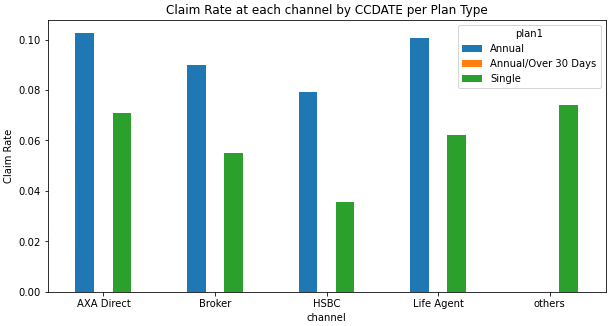 Claim Rate at each channel by CCDATE per Plan Type
plan1
Annual
Annual/Over 30 Days
Single
Claim Rate
0.10
0.08
0.06
0.04
0.02
0.00
AXA Direct
Broker
HSBC
Life Agent
others
channel